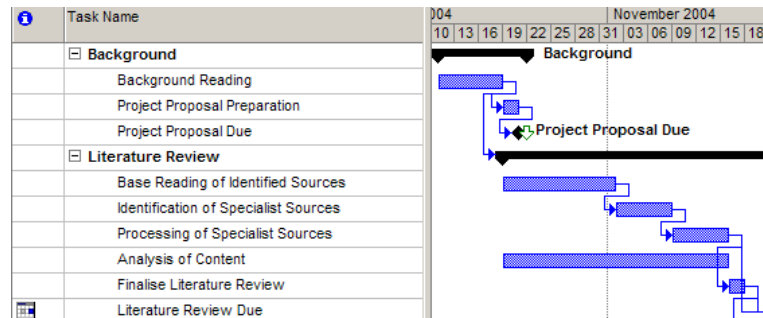 Task Name
004 November 2004
10 13 16 19 22 25 28 31 03 06 09 12 15 18
Background Background
Background Reading
Project Proposal Preparation
Project Proposal Due Project Proposal Due
Literature Review
Base Reading of Identified Sources
Identification of Specialist Sources
Processing of Specialist Sources
Analysis of Content
Finalise Literature Review
Literature Review Due